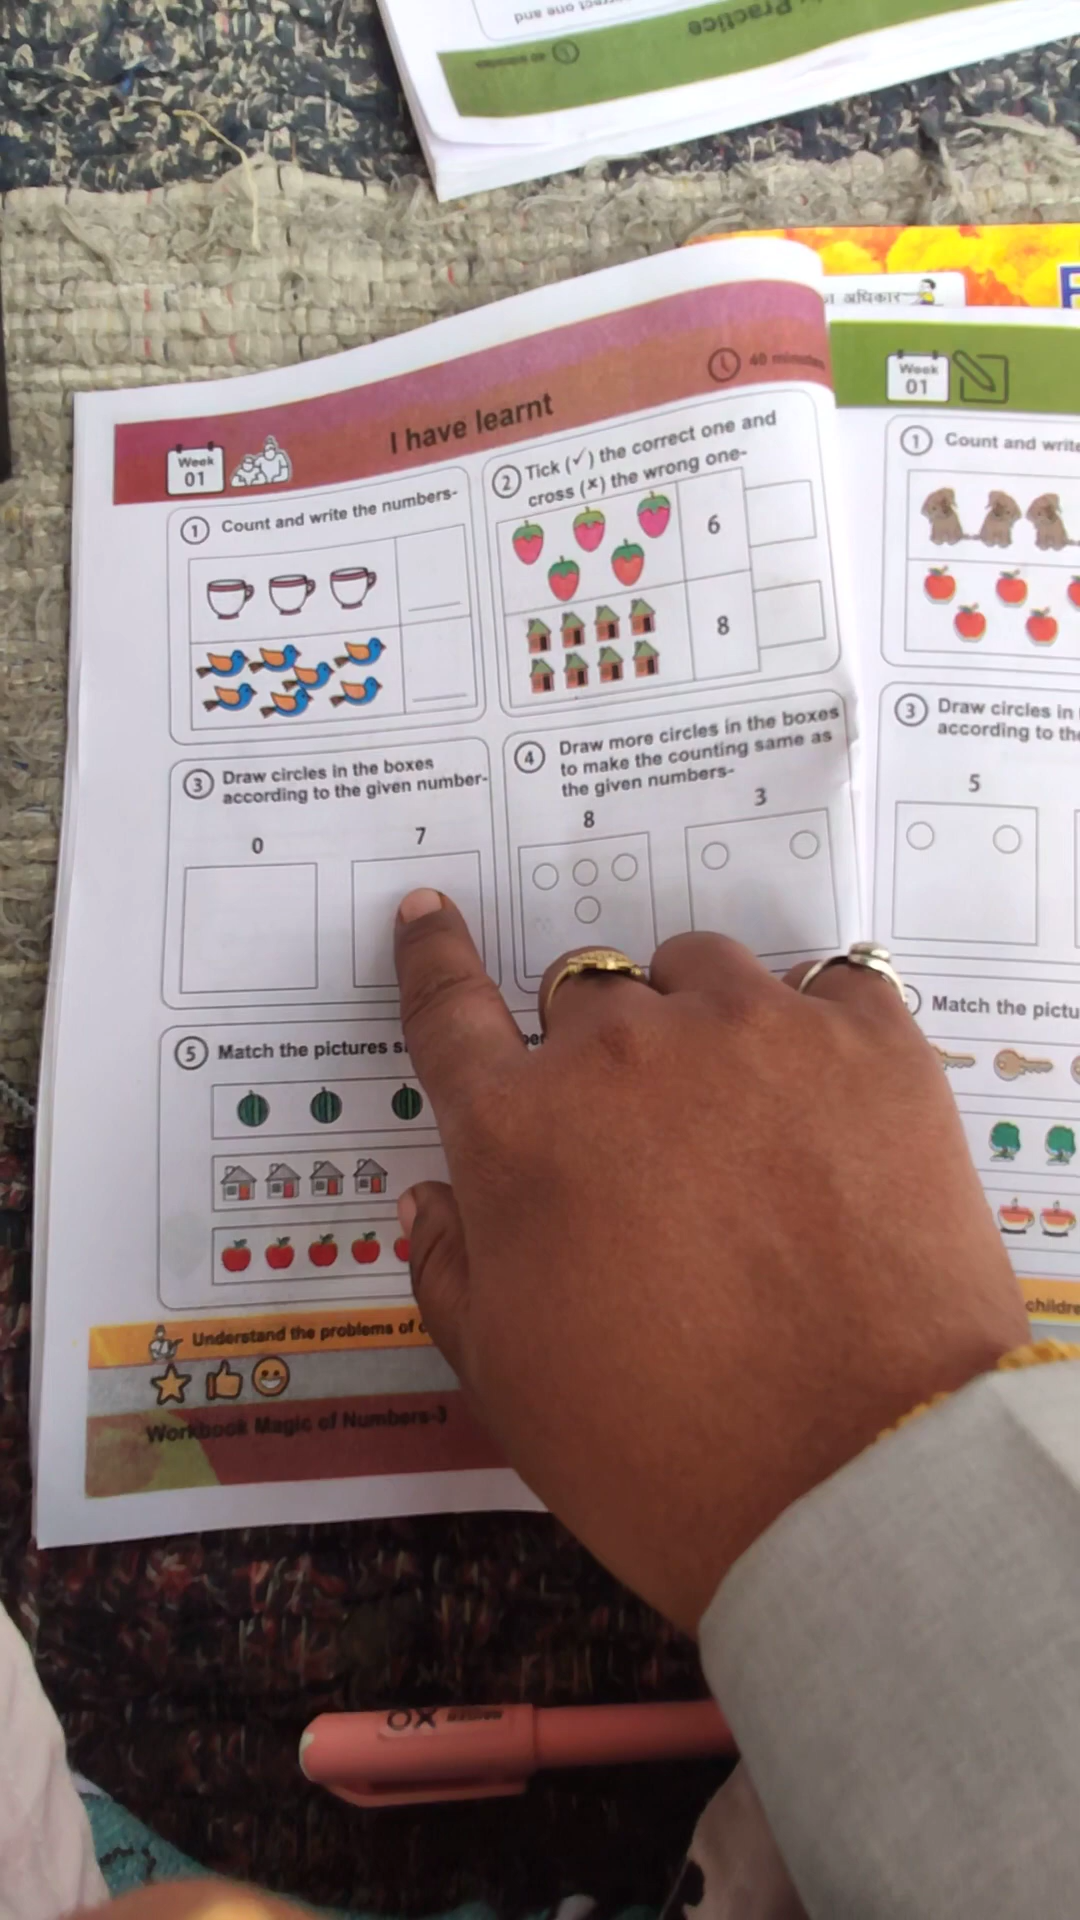 Practice
40 minutes
अधिकार
I have learnt
40 minutes
Week
01
1 Count and write the numbers-
2 Tick (✓) the correct one and
cross (×) the wrong one-
6
8
3 Draw circles in the boxes
according to the given number-
0
7
4 Draw more circles in the boxes
to make the counting same as
the given numbers-
8
3
5 Match the pictures
Understand the problems of
Workbook Magic of Numbers-3
Week
01
1 Count and write
3 Draw circles in
according to the
5
Match the pictu
childre
OX